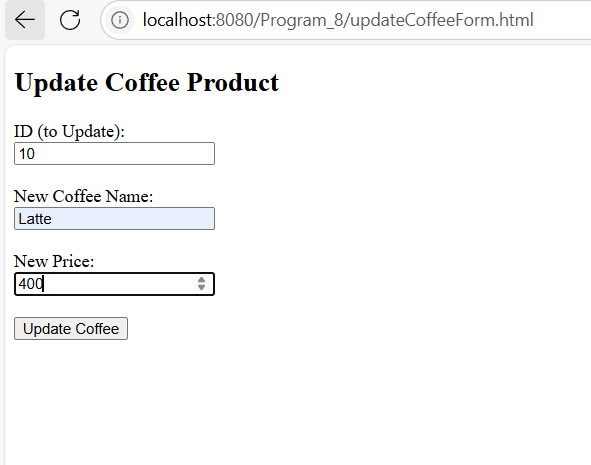 localhost:8080/Program_8/updateCoffeeForm.html
Update Coffee Product
ID (to Update):
10
New Coffee Name:
Latte
New Price:
400
Update Coffee